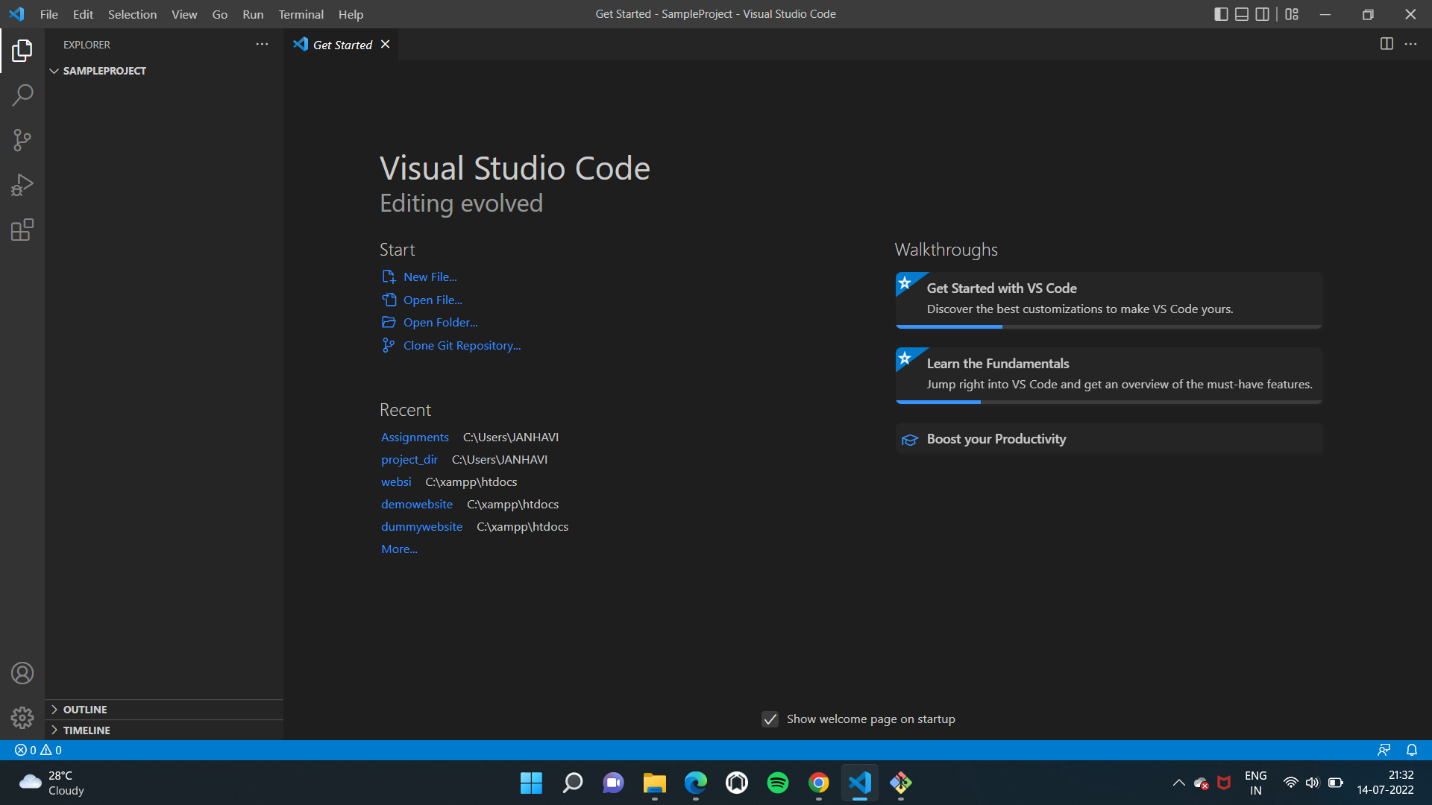 File Edit Selection View Go Run Terminal Help
Get Started - SampleProject - Visual Studio Code
EXPLORER
Get Started
SAMPLEPROJECT
Visual Studio Code
Editing evolved
Start
New File...
Open File...
Open Folder...
Clone Git Repository...
Recent
Assignments C:\Users\JANHAVI
project_dir C:\Users\JANHAVI
websi C:\xampp\htdocs
demowebsite C:\xampp\htdocs
dummywebsite C:\xampp\htdocs
More...
Walkthroughs
Get Started with VS Code
Discover the best customizations to make VS Code yours.
Learn the Fundamentals
Jump right into VS Code and get an overview of the must-have features.
Boost your Productivity
Show welcome page on startup
OUTLINE
TIMELINE
0 0
28°C
Cloudy
ENG
IN
21:32
14-07-2022